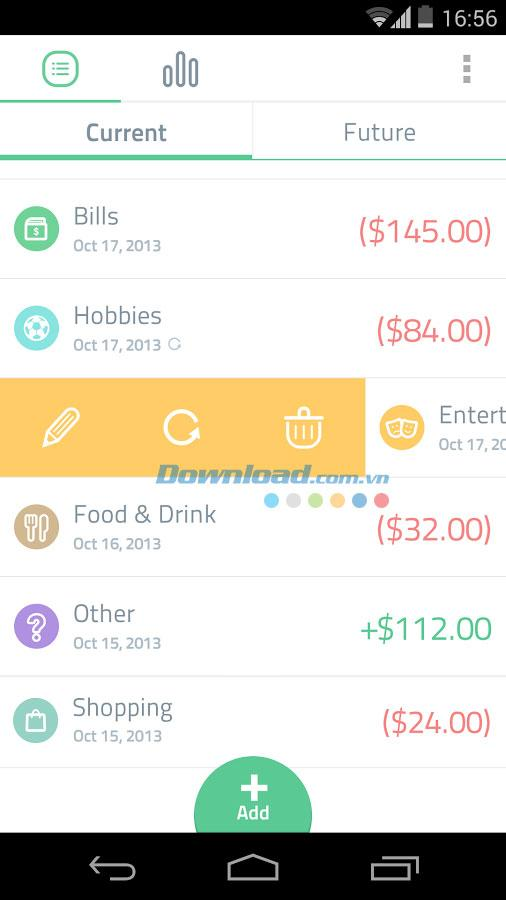 16:56
Current
Future
Bills
Oct 17, 2013
($145.00)
Hobbies
Oct 17, 2013
($84.00)
$
Entert
Oct 17, 20
Download.com.vn
Food & Drink
Oct 16, 2013
($32.00)
?
Other
Oct 15, 2013
+$112.00
Shopping
Oct 15, 2013
($24.00)
+
Add